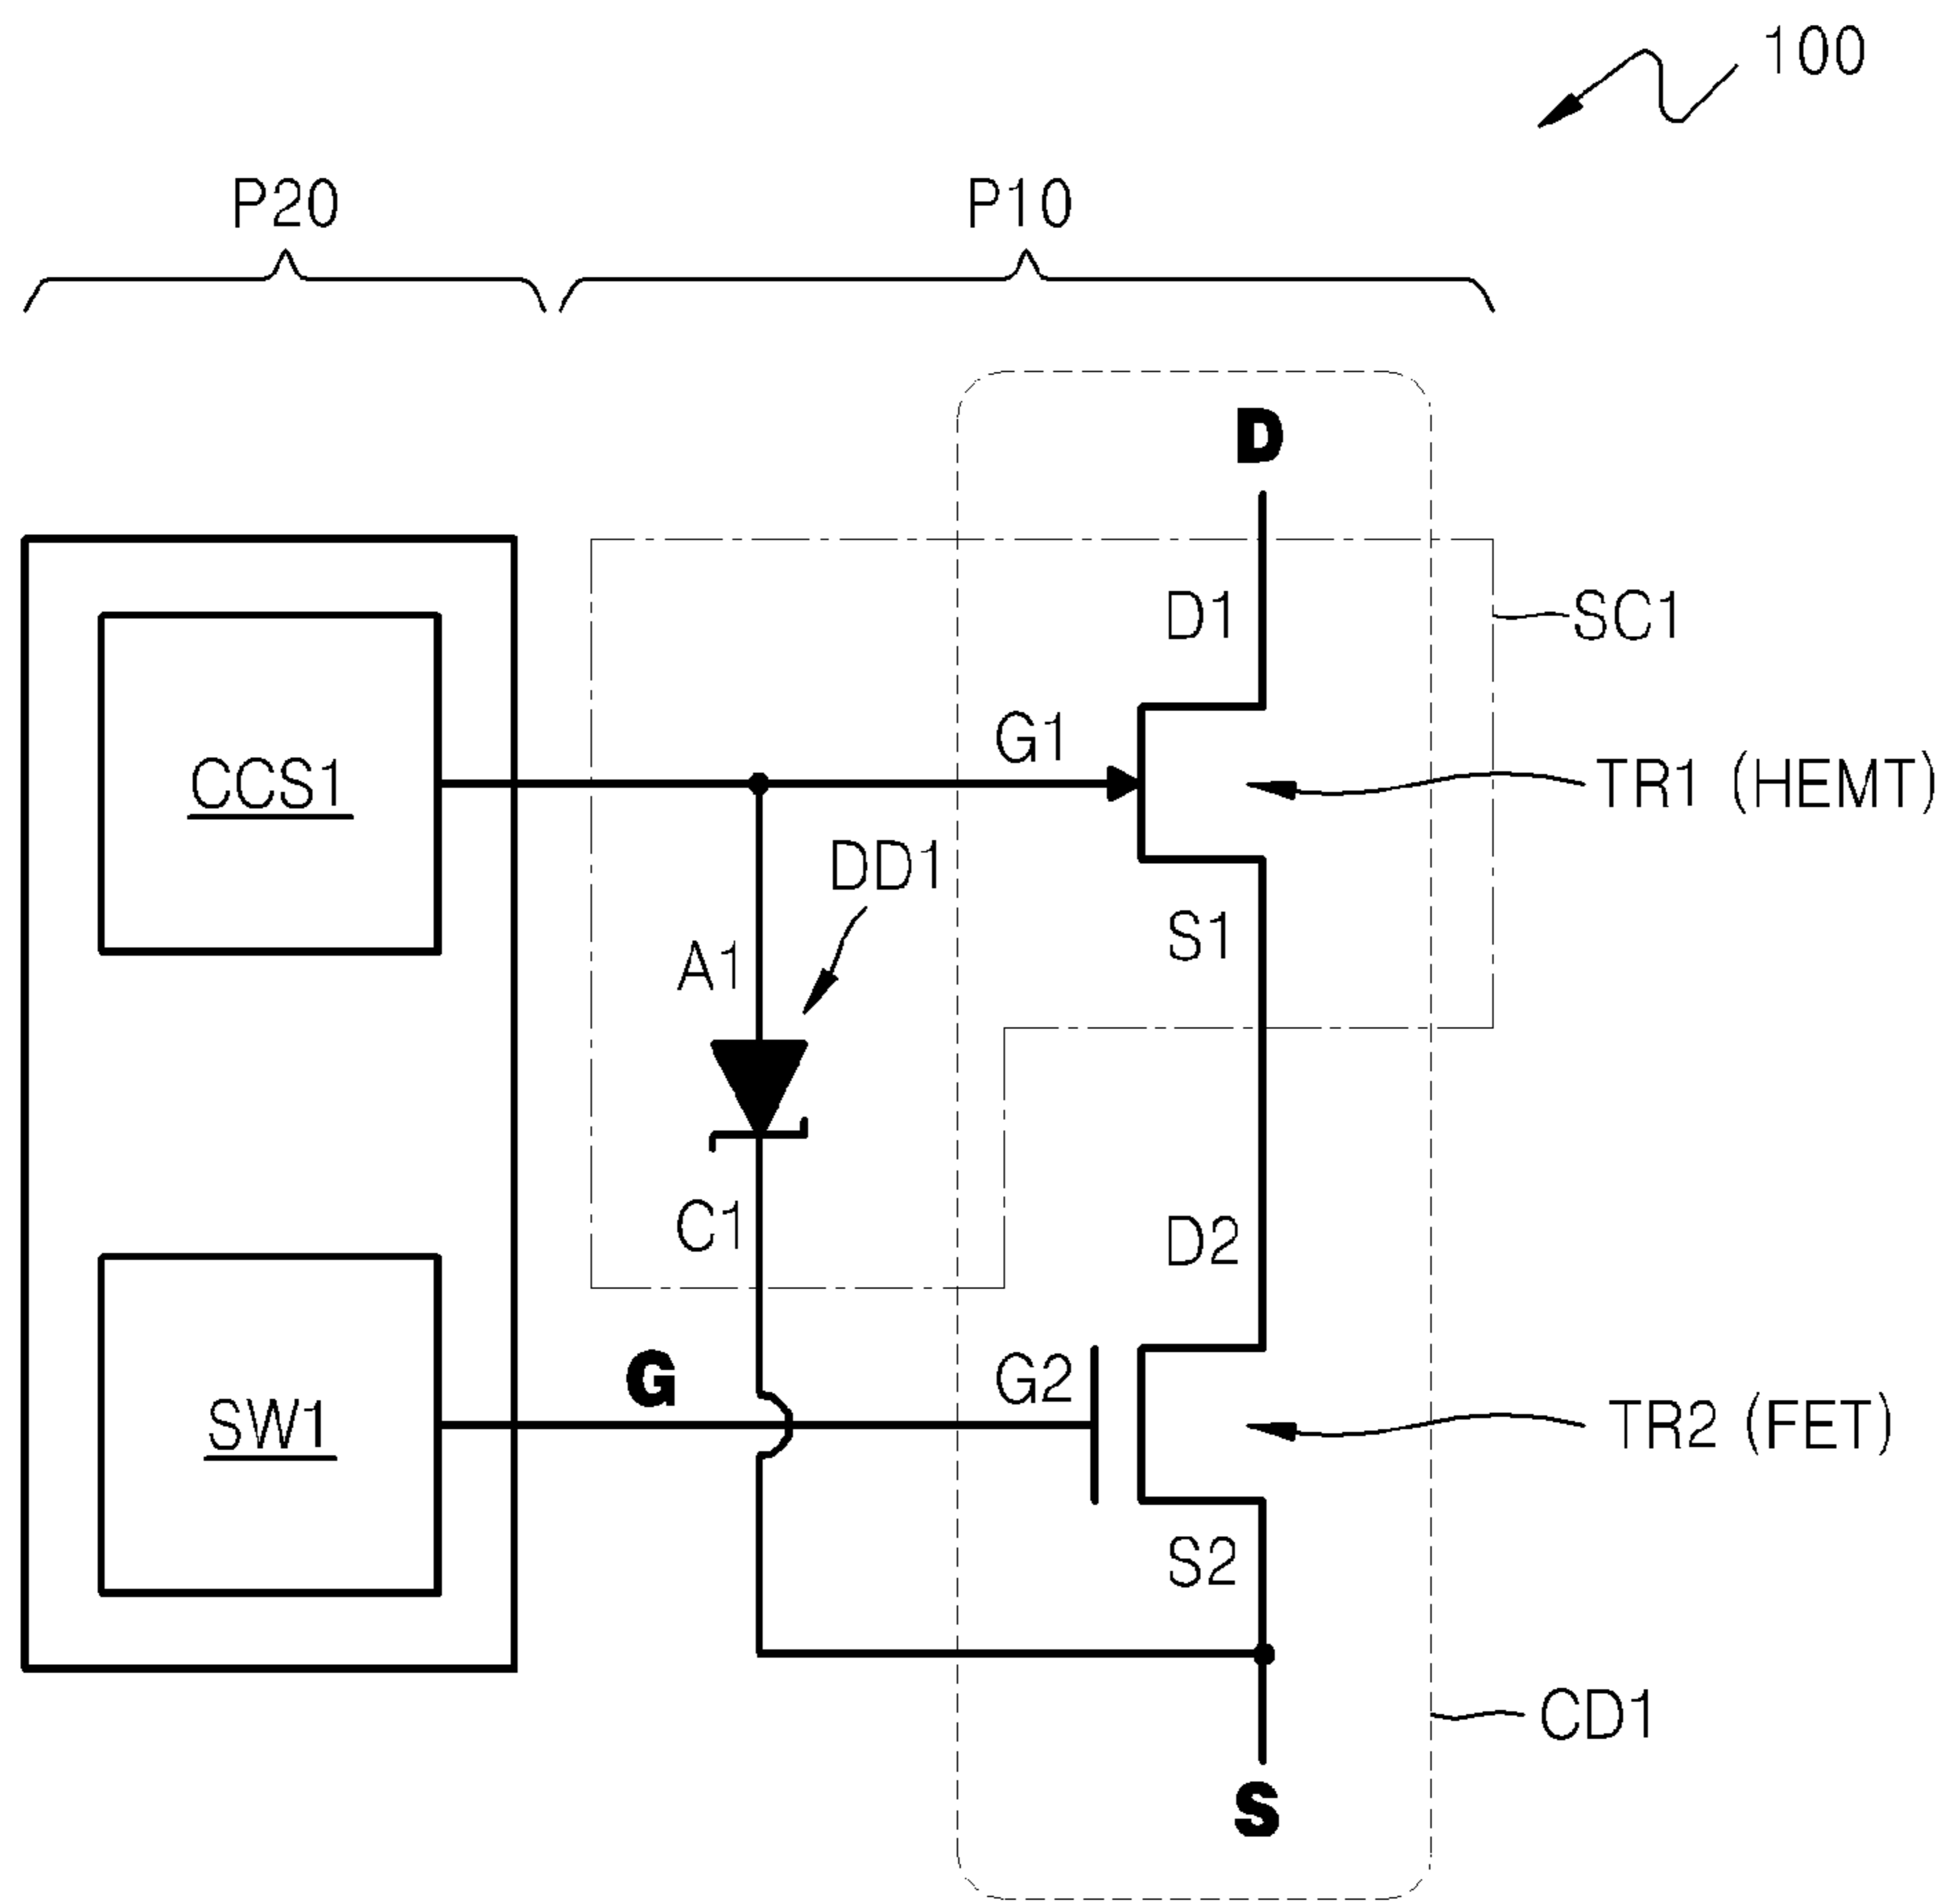 100
P20
P10
D
D1
SC1
G1
CCS1
TR1 (HEMT)
DD1
S1
A1
C1
D2
G
G2
SW1
TR2 (FET)
S2
CD1
S